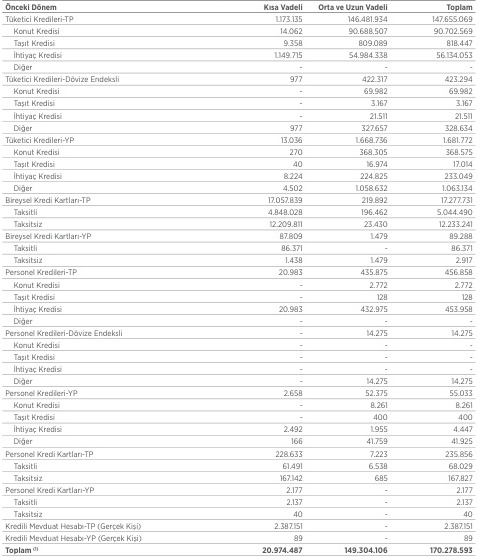 Önceki Dönem Kısa Vadeli Orta ve Uzun Vadeli Toplam
Tüketici Kredileri-TP 1.173.135 146.481.934 147.655.069
Konut Kredisi 14.062 90.688.507 90.702.569
Taşıt Kredisi 9.358 809.089 818.447
İhtiyaç Kredisi 1.149.715 54.984.338 56.134.053
Diğer - - -
Tüketici Kredileri-Dövize Endeksli 977 422.317 423.294
Konut Kredisi - 69.982 69.982
Taşıt Kredisi - 3.167 3.167
İhtiyaç Kredisi - 21.511 21.511
Diğer 977 327.657 328.634
Tüketici Kredileri-YP 13.036 1.668.736 1.681.772
Konut Kredisi 270 368.305 368.575
Taşıt Kredisi 40 16.974 17.014
İhtiyaç Kredisi 8.224 224.825 233.049
Diğer 4.502 1.058.632 1.063.134
Bireysel Kredi Kartları-TP 17.057.839 219.892 17.277.731
Taksitli 4.848.028 196.462 5.044.490
Taksitsiz 12.209.811 23.430 12.233.241
Bireysel Kredi Kartları-YP 87.809 1.479 89.288
Taksitli 86.371 - 86.371
Taksitsiz 1.438 1.479 2.917
Personel Kredileri-TP 20.983 435.875 456.858
Konut Kredisi - 2.772 2.772
Taşıt Kredisi - 128 128
İhtiyaç Kredisi 20.983 432.975 453.958
Diğer - - -
Personel Kredileri-Dövize Endeksli - 14.275 14.275
Konut Kredisi - - -
Taşıt Kredisi - - -
İhtiyaç Kredisi - - -
Diğer - 14.275 14.275
Personel Kredileri-YP 2.658 52.375 55.033
Konut Kredisi - 8.261 8.261
Taşıt Kredisi - 400 400
İhtiyaç Kredisi 2.492 1.955 4.447
Diğer 166 41.759 41.925
Personel Kredi Kartları-TP 228.633 7.223 235.856
Taksitli 61.491 6.538 68.029
Taksitsiz 167.142 685 167.827
Personel Kredi Kartları-YP 2.177 - 2.177
Taksitli 2.137 - 2.137
Taksitsiz 40 - 40
Kredili Mevduat Hesabı-TP (Gerçek Kişi) 2.387.151 - 2.387.151
Kredili Mevduat Hesabı-YP (Gerçek Kişi) 89 - 89
Toplam (1) 20.974.487 149.304.106 170.278.593